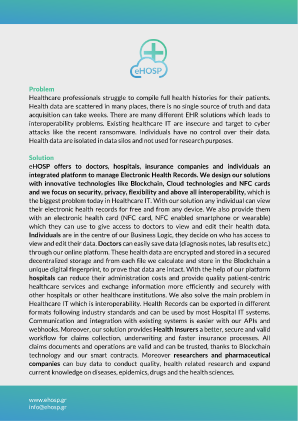 eHOSP
Problem
Healthcare professionals struggle to compile full health histories for their patients.
Health data are scattered in many places, there is no single source of truth and data
acquisition can take weeks. There are many different EHR solutions which leads to
interoperability problems. Existing healthcare IT are insecure and target to cyber
attacks like the recent ransomware. Individuals have no control over their data.
Health data is organized in data silos and not used for research purposes.
Solution
eHOSP offers to doctors, hospitals, insurance companies and individuals an
integrated platform to manage Electronic Health Records. We design our solutions
with innovative technologies like Blockchain, Cloud technologies and NFC cards
and we focus on security, privacy, flexibility and above all interoperability, which is
the biggest problem today in Healthcare IT. With our solution any individual can view
their electronic health records for free and from any device. We also provide them
with an electronic health card (NFC card, NFC enabled smartphone or wearable)
which they can use to give access to doctors to view and edit their health data.
Individuals are in the centre of our Business Logic, they decide on who has access to
view and edit their data. Doctors can easily save data (diagnosis notes, lab results etc.)
through our online platform. These health data are encrypted and stored in a secured
decentralized storage and from each file we calculate and store in the Blockchain a
unique digital fingerprint, to prove that data are intact. With the help of our platform
hospitals can reduce their administration costs and provide quality patient-centric
healthcare services and exchange information more efficiently and securely with
other hospitals or other healthcare institutions. We also solve the main problem in
Healthcare IT which is interoperability. Health Records can be exported in different
formats following industry standards and can be used by most Hospital IT systems.
Communication and integration with existing systems is easier with our APIs and
webhooks. Moreover, our solution provides Health Insurers a better, secure and valid
workflow for claims collection, underwriting and faster insurance processes. All
claims documents and operations are valid and can be trusted, thanks to Blockchain
technology and our smart contracts. Moreover researchers and pharmaceutical
companies can buy data to conduct quality, health related research and expand
current knowledge on diseases, epidemics, drugs and the health sciences.
www.ehosp.gr
info@ehosp.gr